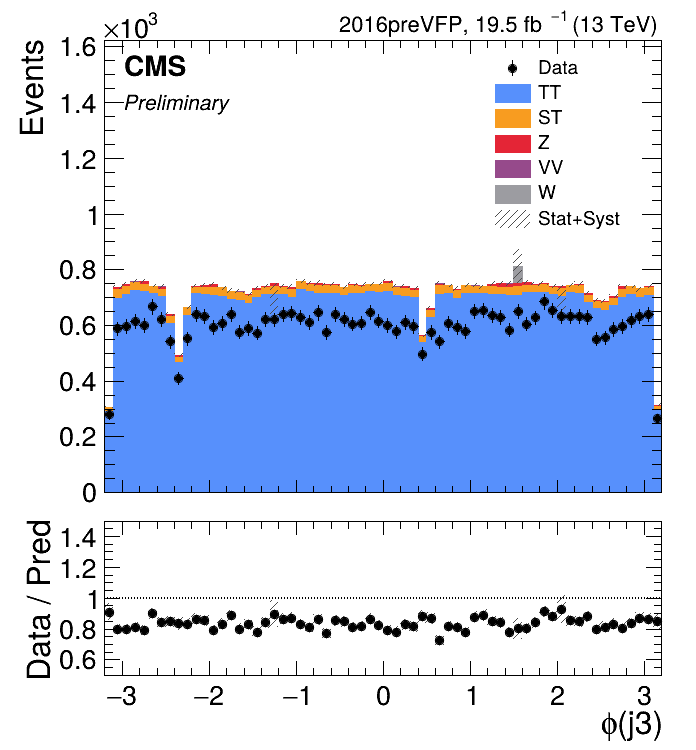 ×10³
2016preVFP, 19.5 fb⁻¹ (13 TeV)
CMS
Preliminary
Events
1.6
1.4
1.2
1
0.8
0.6
0.4
0.2
0
Data
TT
ST
Z
VV
W
Stat+Syst
Data / Pred
1.4
1.2
1
0.8
0.6
−3 −2 −1 0 1 2 3
ϕ(j3)